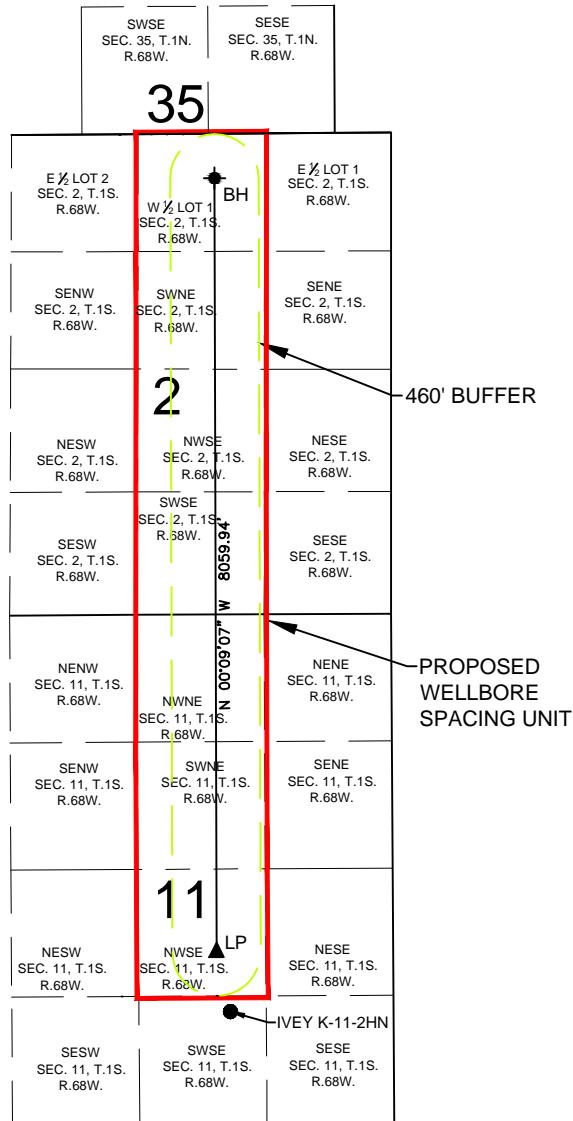 SWSE
SEC. 35, T.1N.
R.68W.
SESE
SEC. 35, T.1N.
R.68W.
35
E ½ LOT 2
SEC. 2, T.1S.
R.68W.
W ½ LOT 1
SEC. 2, T.1S.
R.68W.
BH
E ½ LOT 1
SEC. 2, T.1S.
R.68W.
SENW
SEC. 2, T.1S.
R.68W.
SWNE
SEC. 2, T.1S.
R.68W.
SENE
SEC. 2, T.1S.
R.68W.
460' BUFFER
2
NESW
SEC. 2, T.1S.
R.68W.
NWSE
SEC. 2, T.1S.
R.68W.
NESE
SEC. 2, T.1S.
R.68W.
SESW
SEC. 2, T.1S.
R.68W.
SWSE
SEC. 2, T.1S.
R.68W.
SESE
SEC. 2, T.1S.
R.68W.
N 00°09'07" W 8059.94'
NENW
SEC. 11, T.1S.
R.68W.
NWNE
SEC. 11, T.1S.
R.68W.
NENE
SEC. 11, T.1S.
R.68W.
PROPOSED
WELLBORE
SPACING UNIT
SENW
SEC. 11, T.1S.
R.68W.
SWNE
SEC. 11, T.1S.
R.68W.
SENE
SEC. 11, T.1S.
R.68W.
11
NESW
SEC. 11, T.1S.
R.68W.
NWSE
SEC. 11, T.1S.
R.68W.
LP
NESE
SEC. 11, T.1S.
R.68W.
IVEY K-11-2HN
SESW
SEC. 11, T.1S.
R.68W.
SWSE
SEC. 11, T.1S.
R.68W.
SESE
SEC. 11, T.1S.
R.68W.